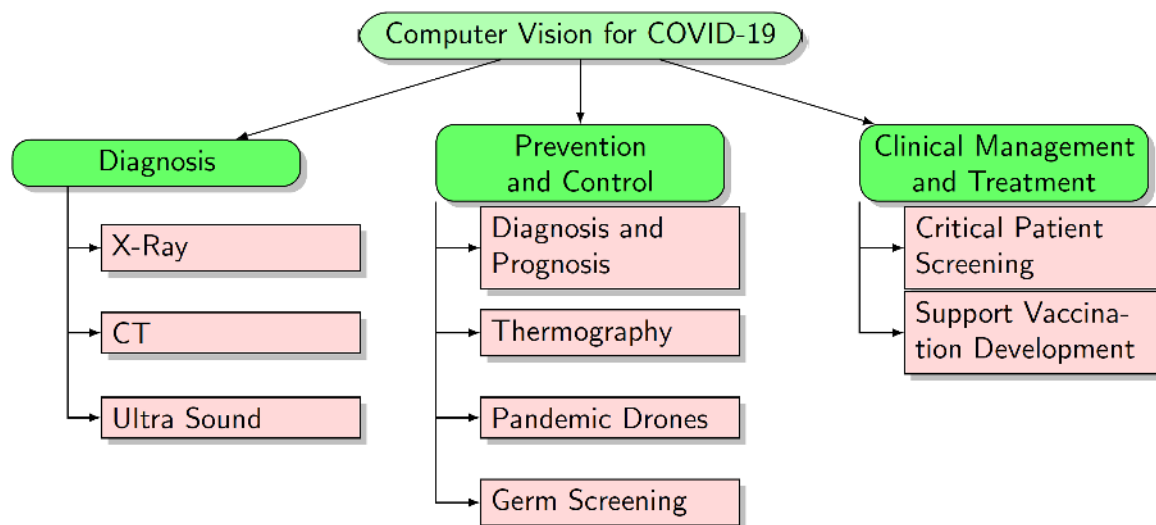 Computer Vision for COVID-19
Diagnosis
X-Ray
CT
Ultra Sound
Prevention
and Control
Diagnosis and
Prognosis
Thermography
Pandemic Drones
Germ Screening
Clinical Management
and Treatment
Critical Patient
Screening
Support Vaccina-
tion Development